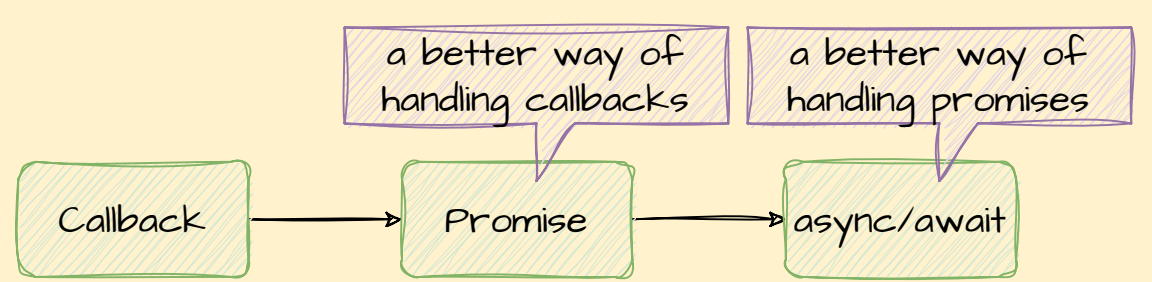 a better way of
handling callbacks
a better way of
handling promises
Callback
Promise
async/await